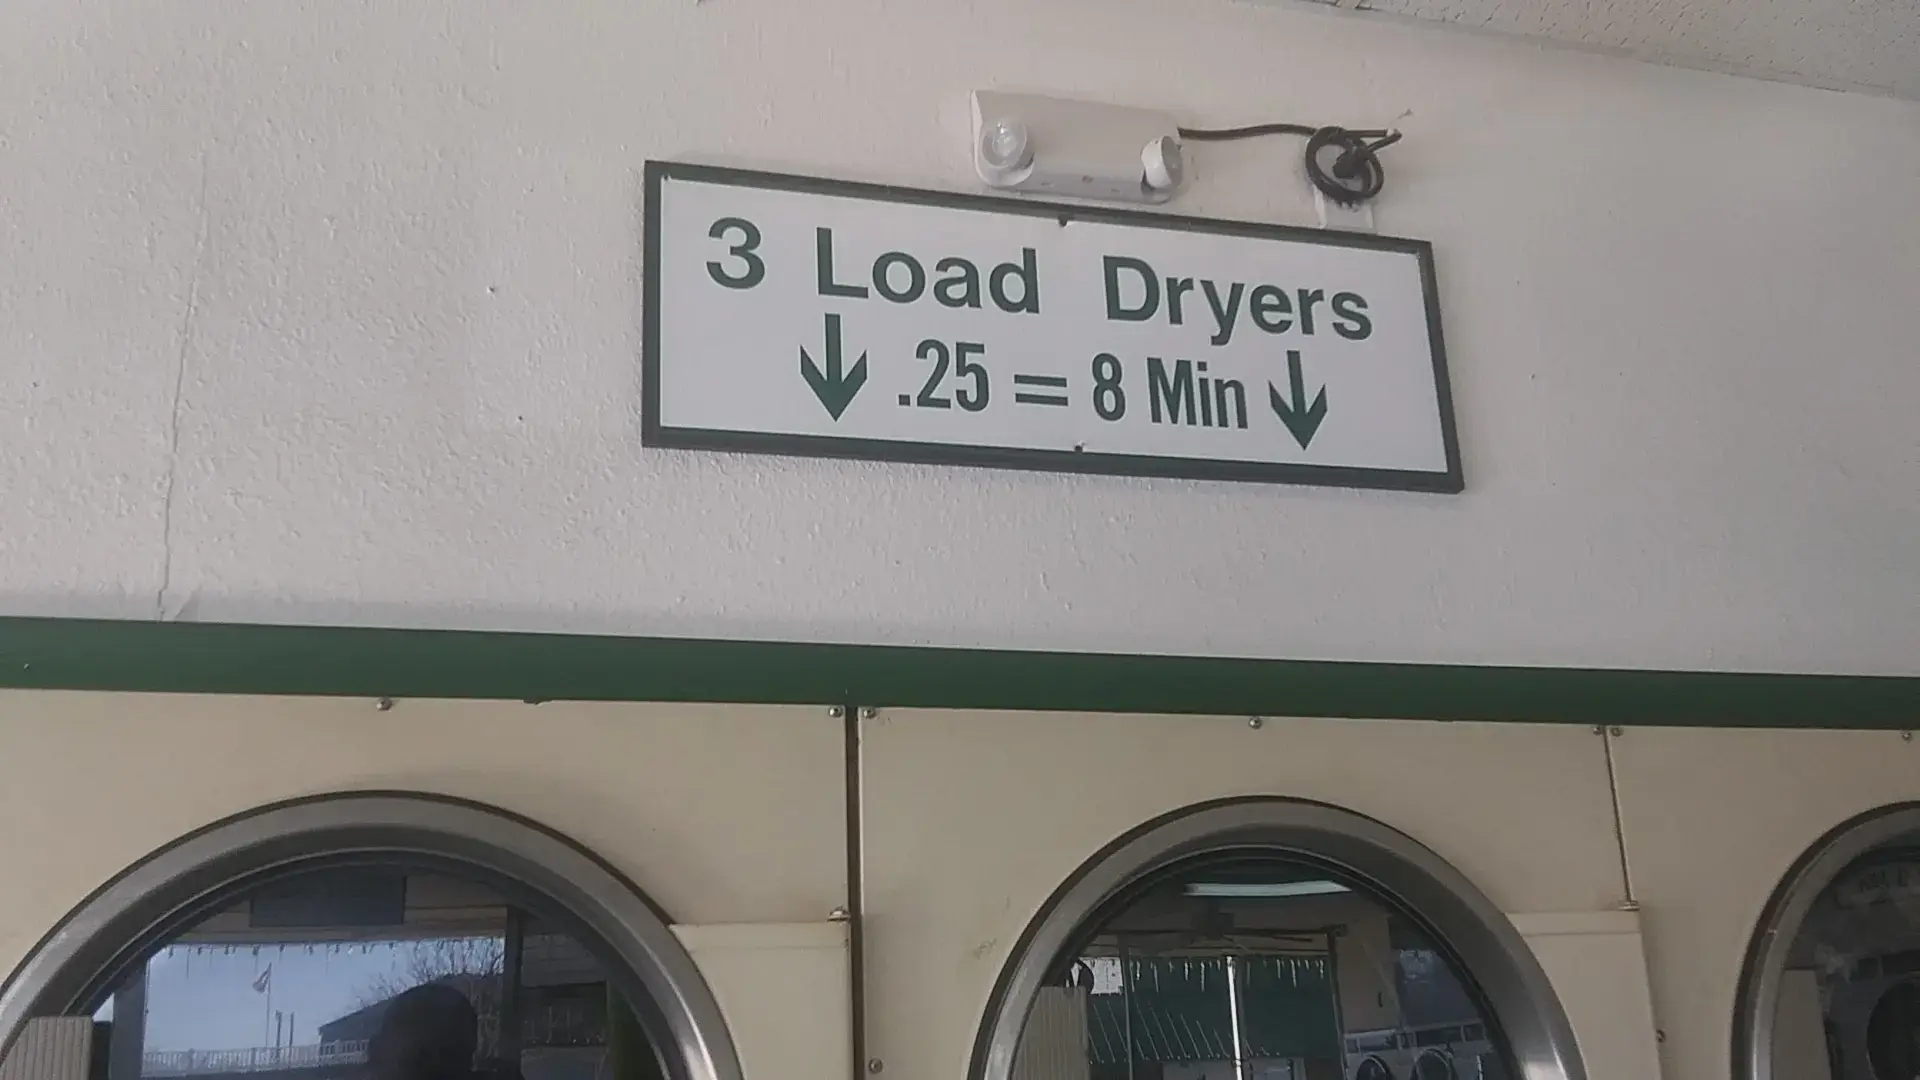 3 Load Dryers
↓ .25 = 8 Min ↓